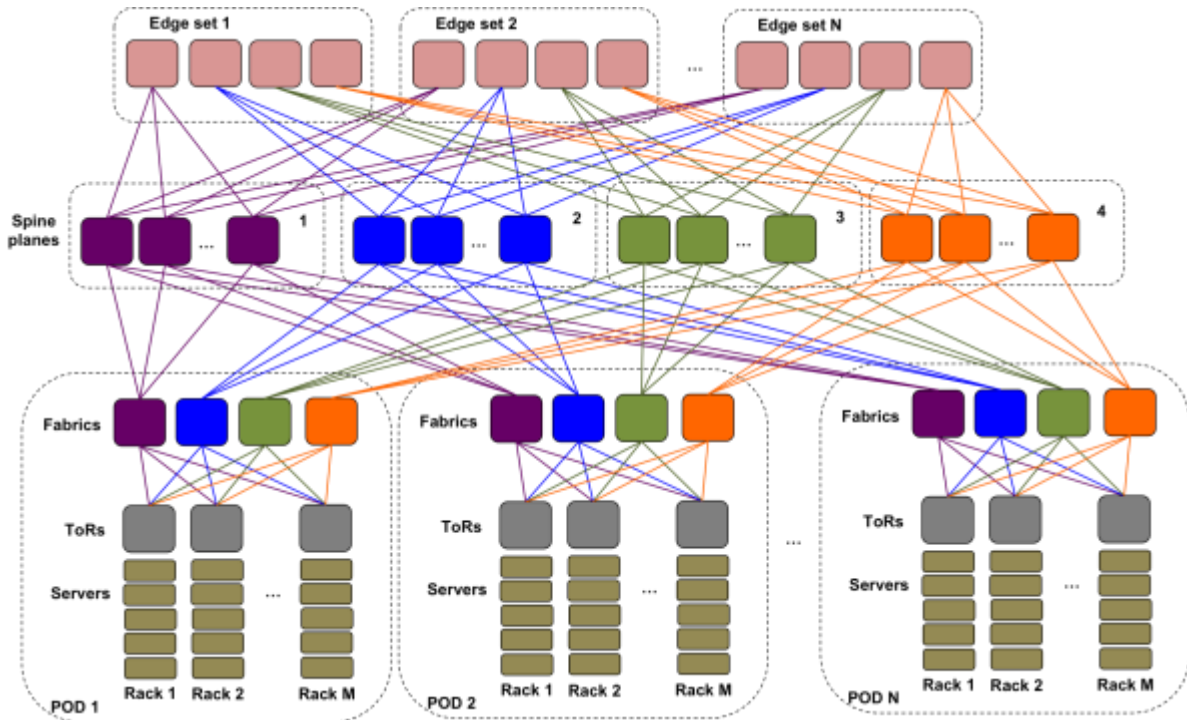 Edge set 1
Edge set 2
Edge set N
...
Spine
planes
...
1
...
2
...
3
...
4
Fabrics
Fabrics
Fabrics
ToRs
ToRs
ToRs
...
Servers
...
Servers
...
Servers
...
Rack 1
Rack 2
Rack M
Rack 1
Rack 2
Rack M
Rack 1
Rack 2
Rack M
POD 1
POD 2
POD N